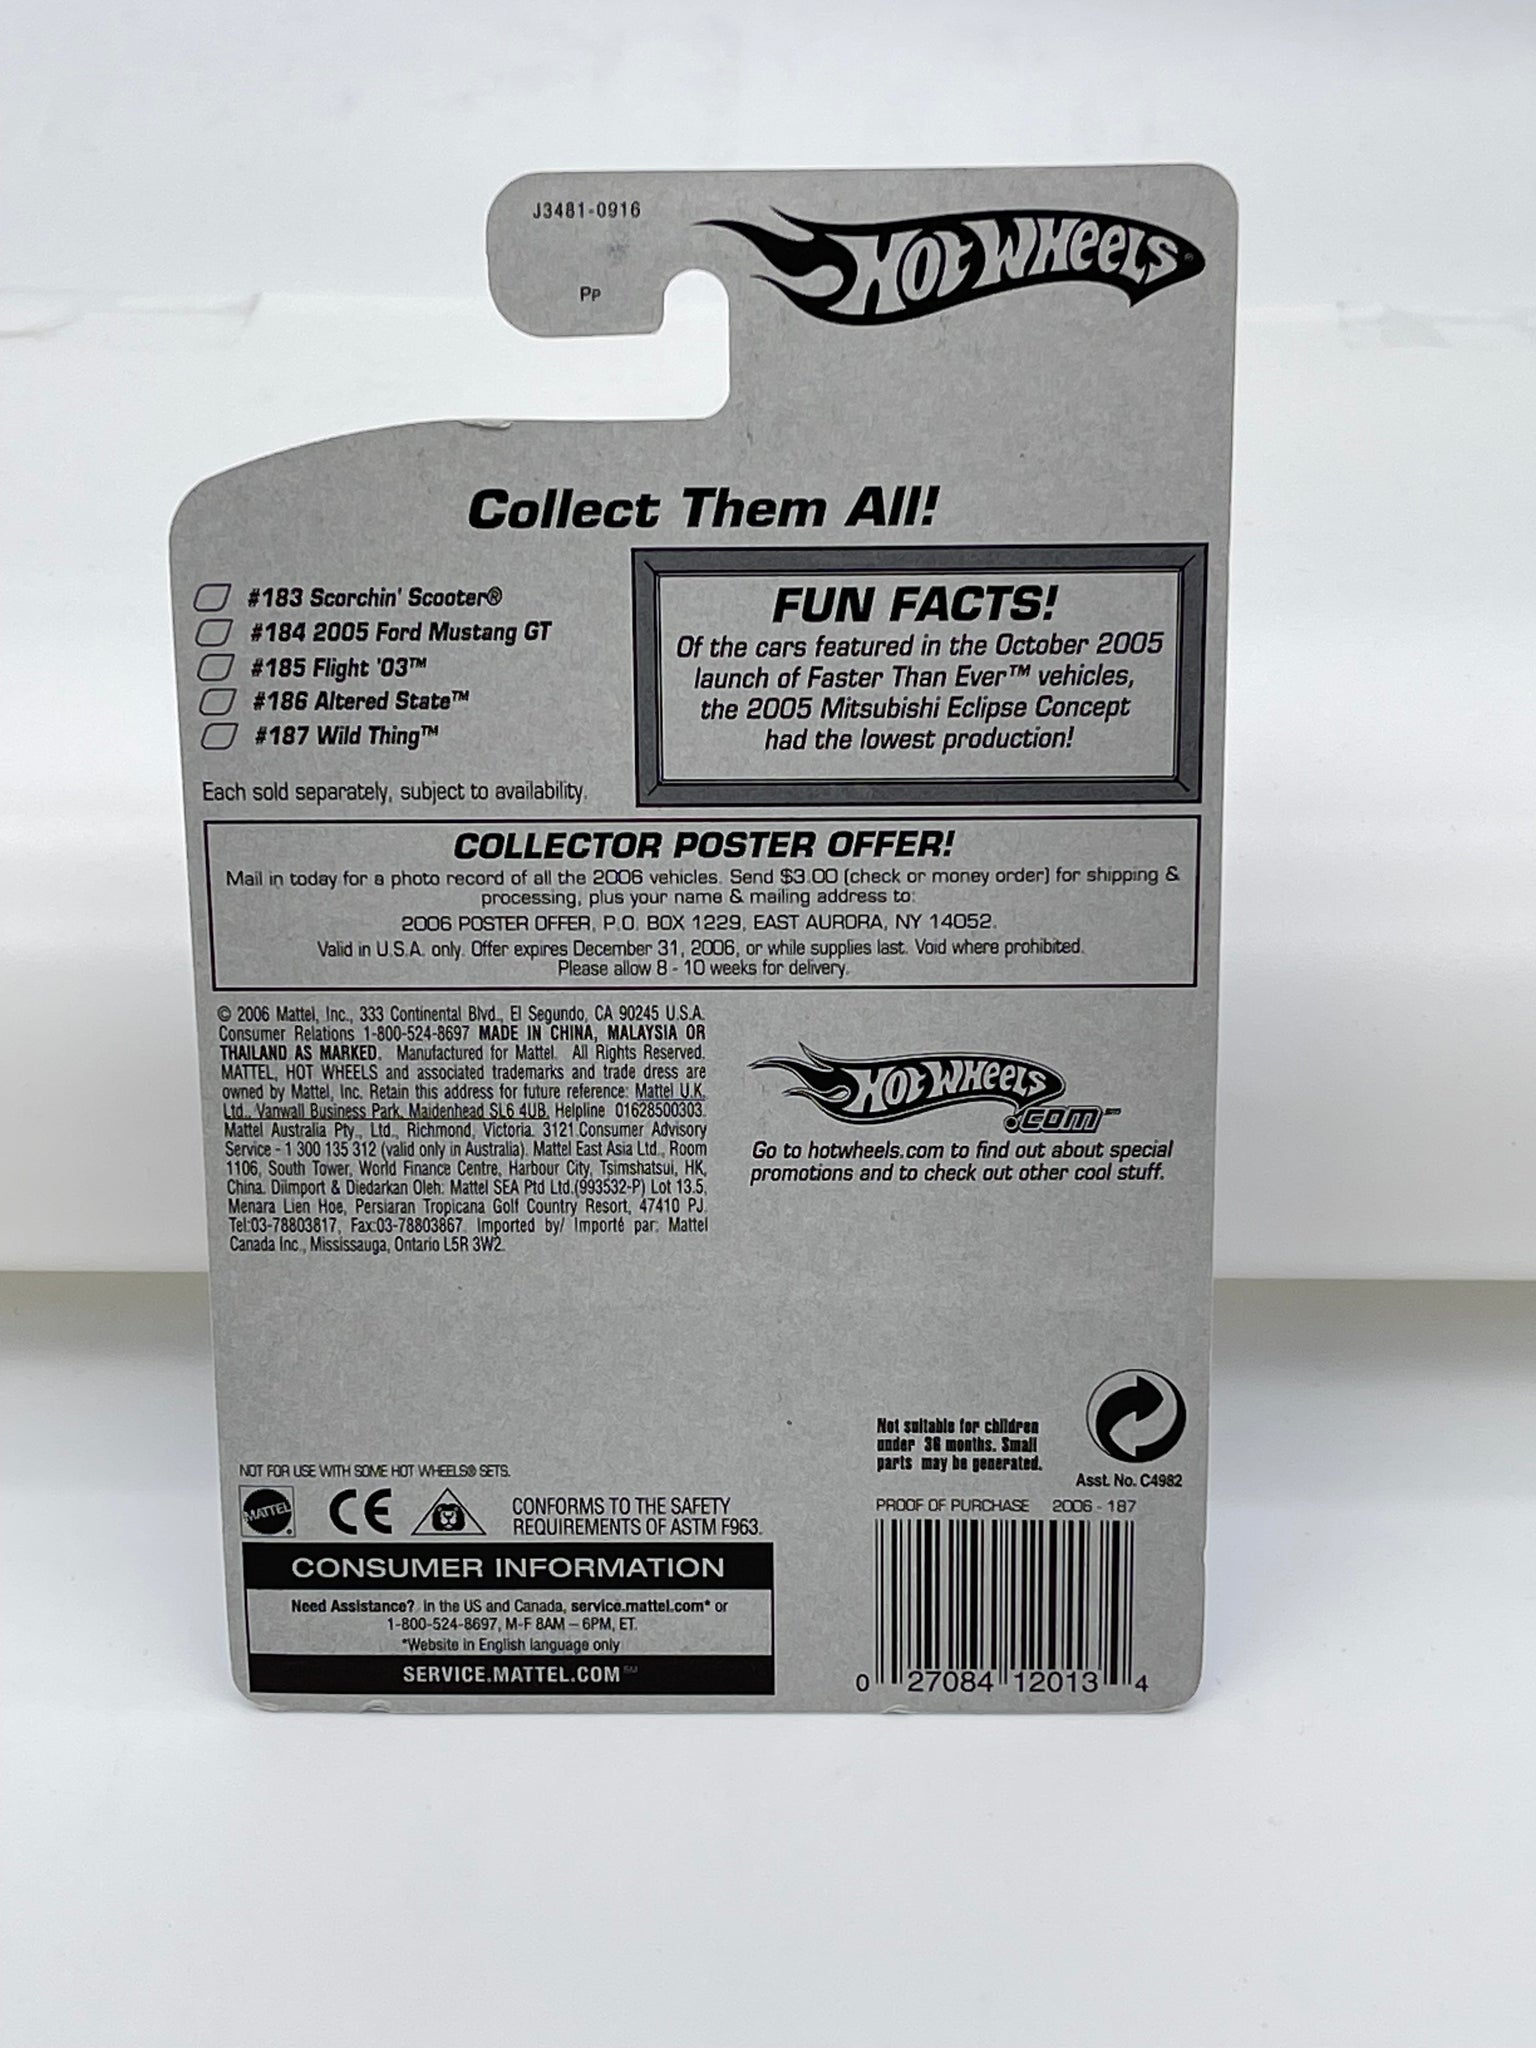 J3481-0916
Pp
HOT WHEELS
Collect Them All!
#183 Scorchin' Scooter®
#184 2005 Ford Mustang GT
#185 Flight '03™
#186 Altered State™
#187 Wild Thing™
Each sold separately, subject to availability.
FUN FACTS!
Of the cars featured in the October 2005
launch of Faster Than Ever™ vehicles,
the 2005 Mitsubishi Eclipse Concept
had the lowest production!
COLLECTOR POSTER OFFER!
Mail in today for a photo record of all the 2006 vehicles. Send $3.00 (check or money order) for shipping &
processing, plus your name & mailing address to:
2006 POSTER OFFER, P.O. BOX 1229, EAST AURORA, NY 14052.
Valid in U.S.A. only. Offer expires December 31, 2006, or while supplies last. Void where prohibited.
Please allow 8 - 10 weeks for delivery.
© 2006 Mattel, Inc., 333 Continental Blvd., El Segundo, CA 90245 U.S.A.
Consumer Relations 1-800-524-8697 MADE IN CHINA, MALAYSIA OR
THAILAND AS MARKED. Manufactured for Mattel. All Rights Reserved.
MATTEL, HOT WHEELS and associated trademarks and trade dress are
owned by Mattel, Inc. Retain this address for future reference: Mattel U.K.
Ltd., Vanwall Business Park, Maidenhead SL6 4UB. Helpline 01628500303.
Mattel Australia Pty., Ltd., Richmond, Victoria. 3121.Consumer Advisory
Service - 1 300 135 312 (valid only in Australia). Mattel East Asia Ltd., Room
1106, South Tower, World Finance Centre, Harbour City, Tsimshatsui, HK,
China. Diimport & Diedarkan Oleh: Mattel SEA Ptd Ltd.(993532-P) Lot 13.5,
Menara Lien Hoe, Persiaran Tropicana Golf Country Resort, 47410 PJ.
Tel:03-78803817, Fax:03-78803867. Imported by/ Importé par: Mattel
Canada Inc., Mississauga, Ontario L5R 3W2.
HOT WHEELS
.COM
Go to hotwheels.com to find out about special
promotions and to check out other cool stuff.
Not suitable for children
under 36 months. Small
parts may be generated.
Asst. No. C4982
NOT FOR USE WITH SOME HOT WHEELS® SETS.
MATTEL
CE
CONFORMS TO THE SAFETY
REQUIREMENTS OF ASTM F963.
PROOF OF PURCHASE 2006 - 187
CONSUMER INFORMATION
Need Assistance? In the US and Canada, service.mattel.com* or
1-800-524-8697, M-F 8AM – 6PM, ET.
*Website in English language only
SERVICE.MATTEL.COM℠
0 27084 12013 4